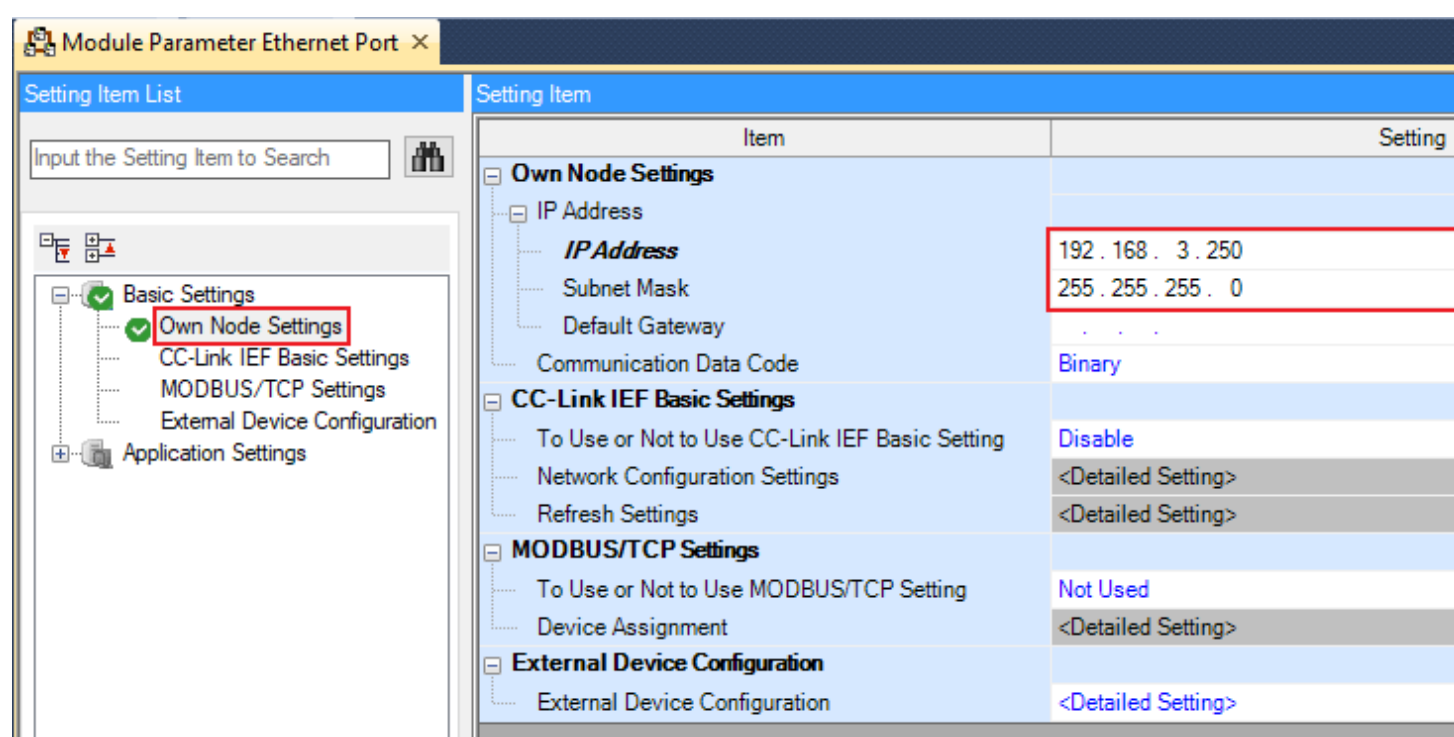 Module Parameter Ethernet Port
Setting Item List
Input the Setting Item to Search
Basic Settings
Own Node Settings
CC-Link IEF Basic Settings
MODBUS/TCP Settings
External Device Configuration
Application Settings
Setting Item
Item Setting
Own Node Settings
IP Address
IP Address 192 . 168 . 3 . 250
Subnet Mask 255 . 255 . 255 . 0
Default Gateway . . .
Communication Data Code Binary
CC-Link IEF Basic Settings
To Use or Not to Use CC-Link IEF Basic Setting Disable
Network Configuration Settings <Detailed Setting>
Refresh Settings <Detailed Setting>
MODBUS/TCP Settings
To Use or Not to Use MODBUS/TCP Setting Not Used
Device Assignment <Detailed Setting>
External Device Configuration
External Device Configuration <Detailed Setting>